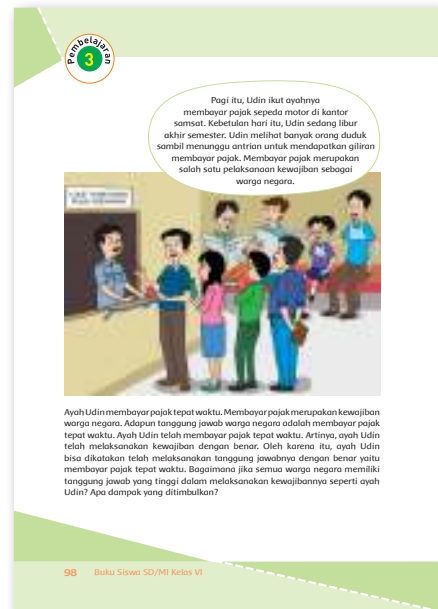 Pembelajaran
3
Pagi itu, Udin ikut ayahnya
membayar pajak sepeda motor di kantor
samsat. Kebetulan hari itu, Udin sedang libur
akhir semester. Udin melihat banyak orang duduk
sambil menunggu antrian untuk mendapatkan giliran
membayar pajak. Membayar pajak merupakan
salah satu pelaksanaan kewajiban sebagai
warga negara.
Ayah Udin membayar pajak tepat waktu. Membayar pajak merupakan kewajiban
warga negara. Adapun tanggung jawab warga negara adalah membayar pajak
tepat waktu. Ayah Udin telah membayar pajak tepat waktu. Artinya, ayah Udin
telah melaksanakan kewajiban dengan benar. Oleh karena itu, ayah Udin
bisa dikatakan telah melaksanakan tanggung jawabnya dengan benar yaitu
membayar pajak tepat waktu. Bagaimana jika semua warga negara memiliki
tanggung jawab yang tinggi dalam melaksanakan kewajibannya seperti ayah
Udin? Apa dampak yang ditimbulkan?
98 Buku Siswa SD/MI Kelas VI